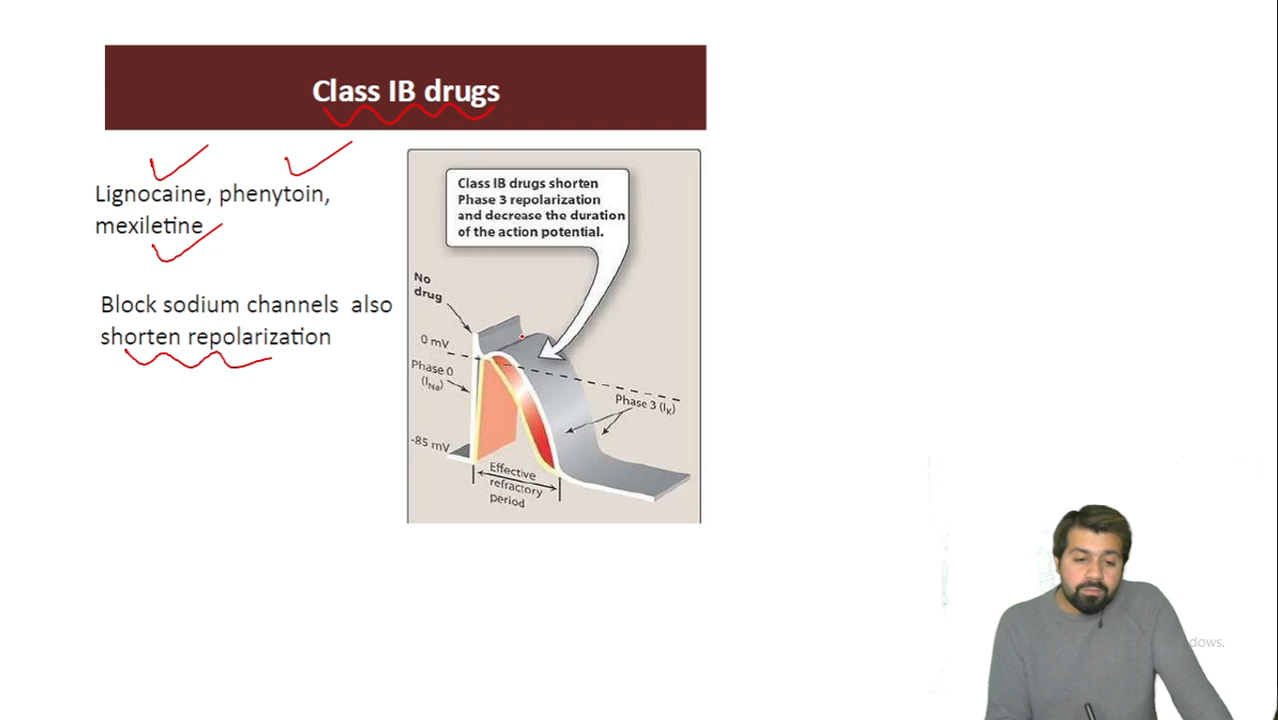 Class IB drugs
Lignocaine, phenytoin,
mexiletine
Block sodium channels also
shorten repolarization
Class IB drugs shorten
Phase 3 repolarization
and decrease the duration
of the action potential.
No
drug
0 mV
Phase 0
(INa)
Phase 3 (IK)
-85 mV
Effective
refractory
period
dows.